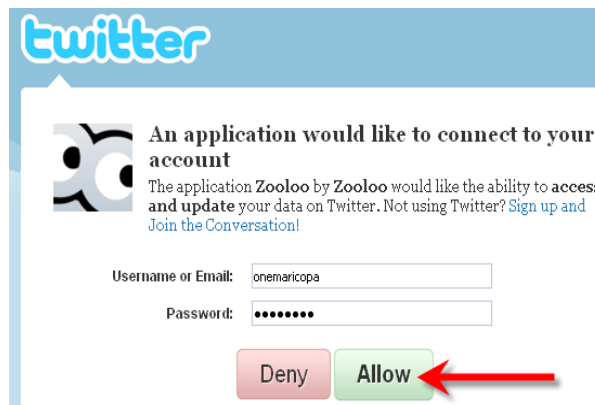 twitter
An application would like to connect to your
account
The application Zooloo by Zooloo would like the ability to access
and update your data on Twitter. Not using Twitter? Sign up and
Join the Conversation!
Username or Email: onemaricopa
Password: ••••••••
Deny Allow